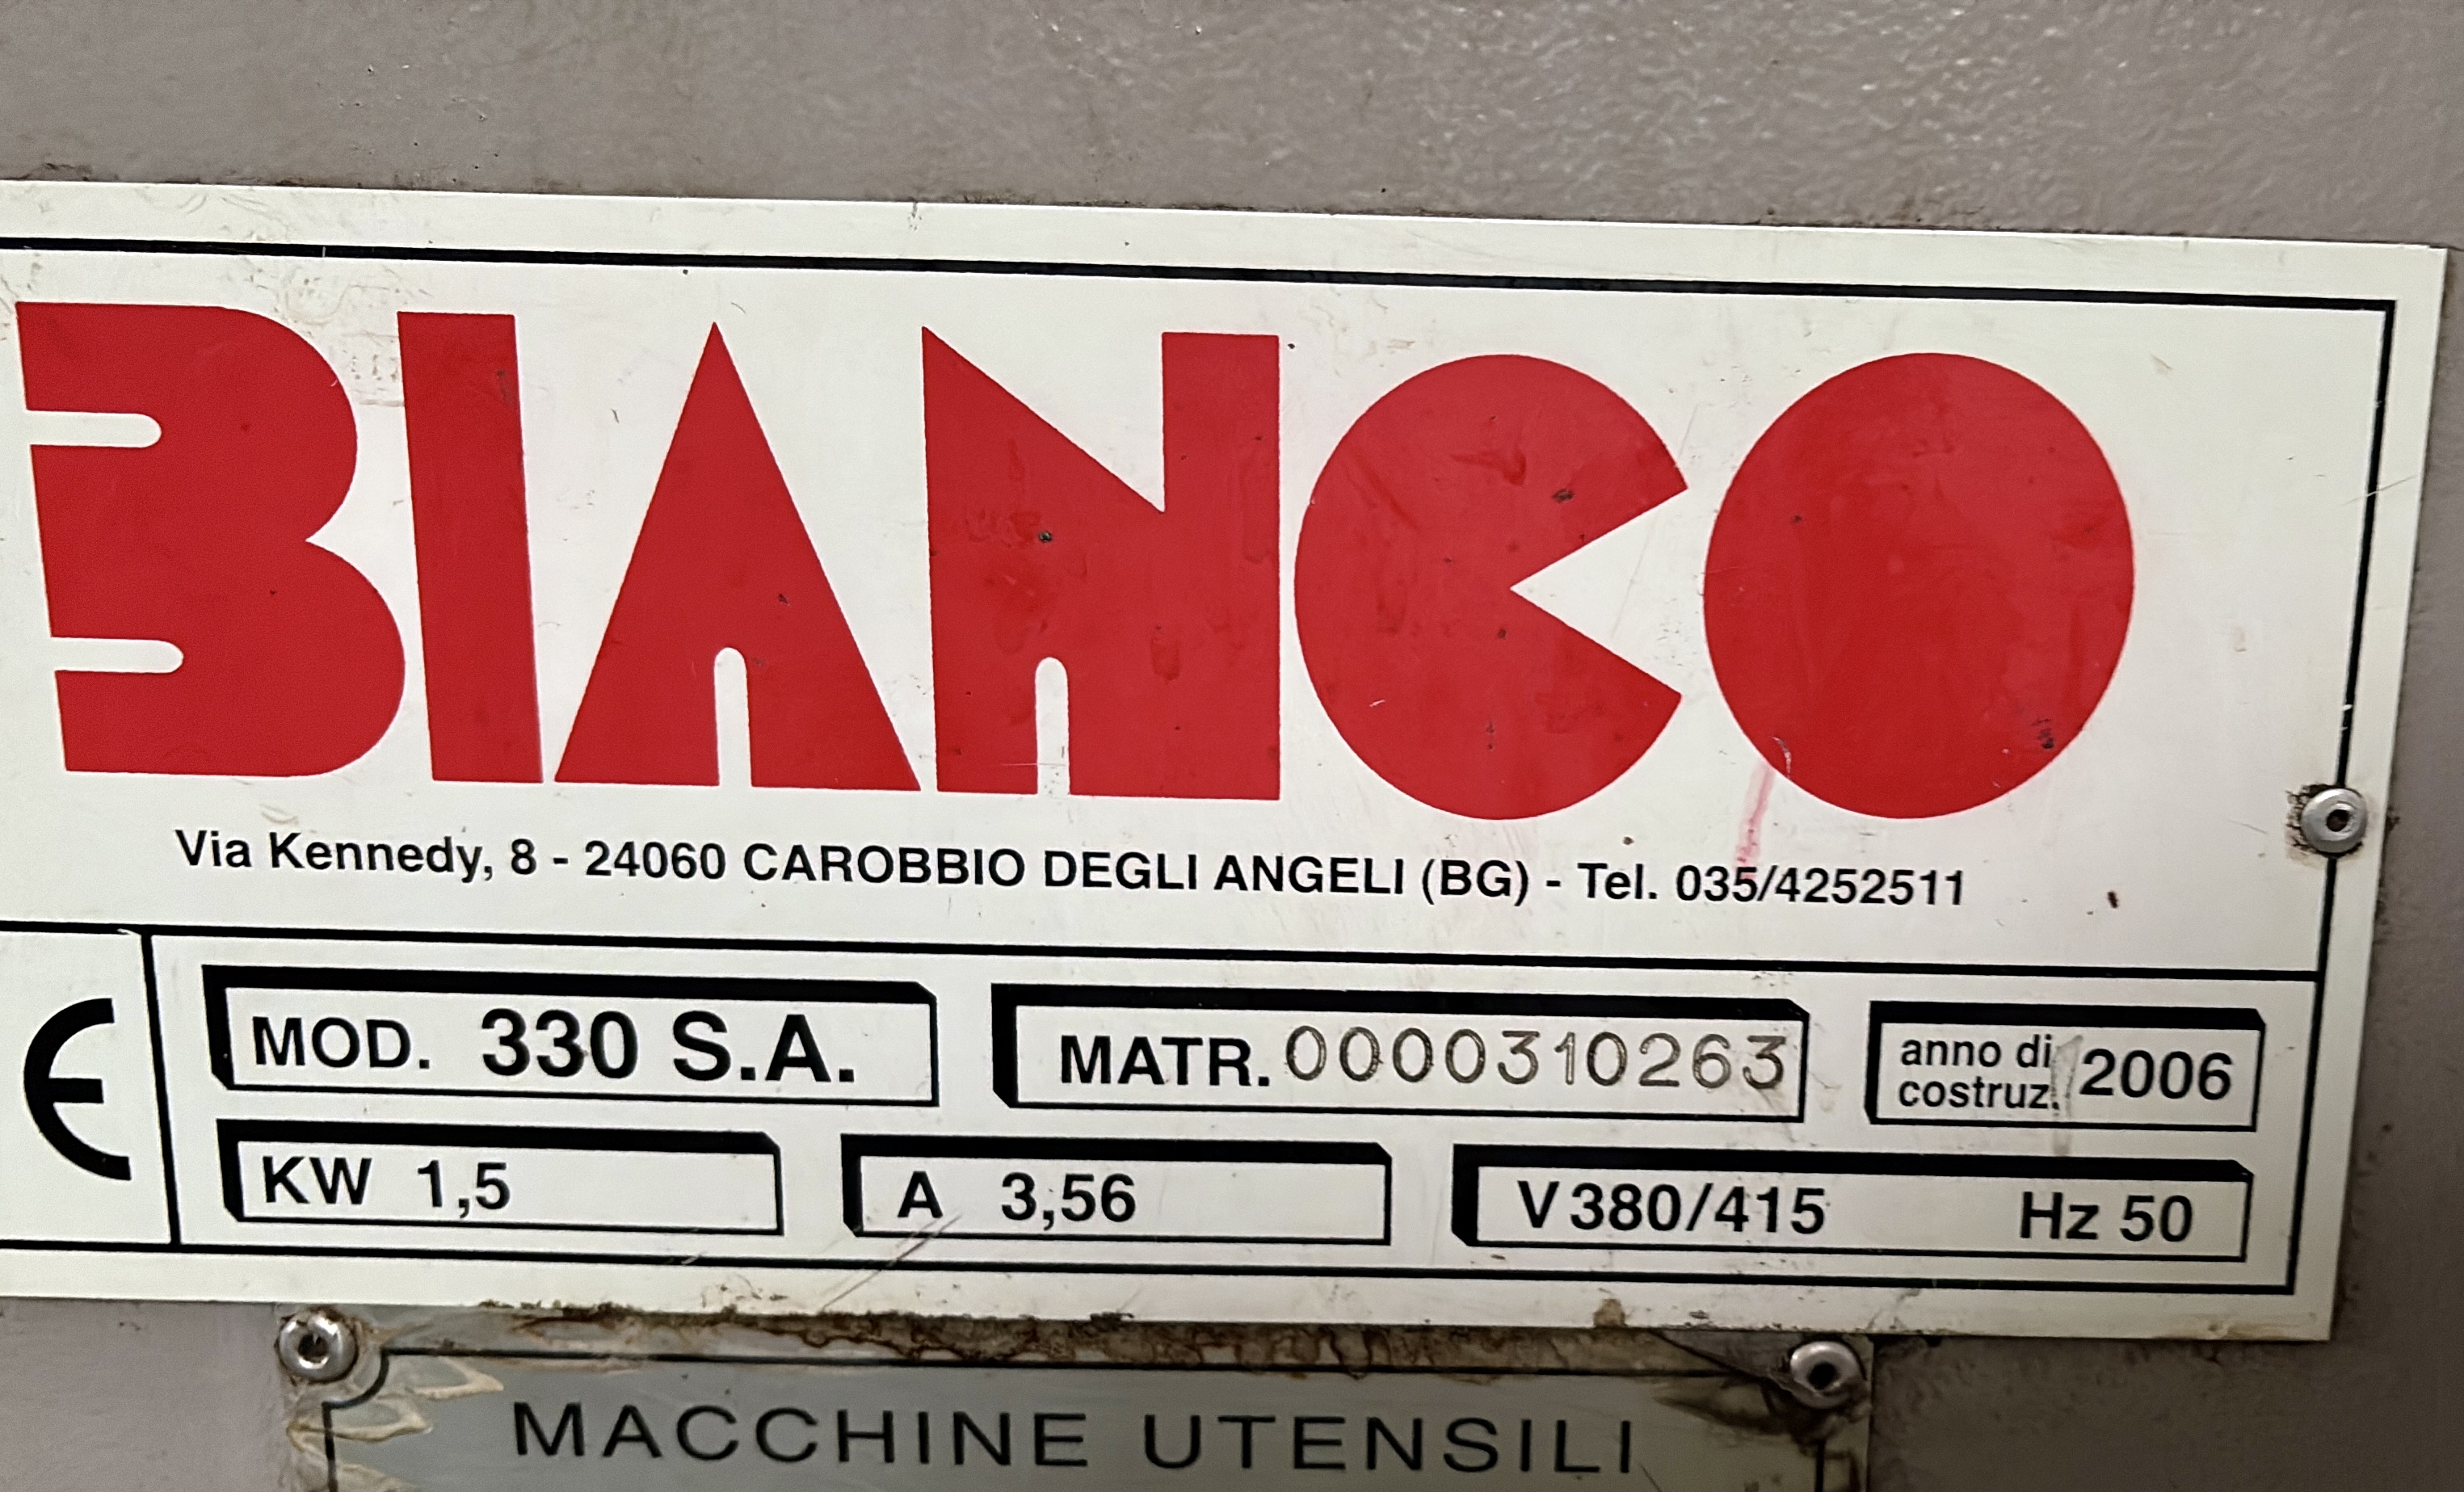 BIANCO
Via Kennedy, 8 - 24060 CAROBBIO DEGLI ANGELI (BG) - Tel. 035/4252511
CE
MOD. 330 S.A.
MATR. 0000310263
anno di
costruz. 2006
KW 1,5
A 3,56
V 380/415 Hz 50
MACCHINE UTENSILI